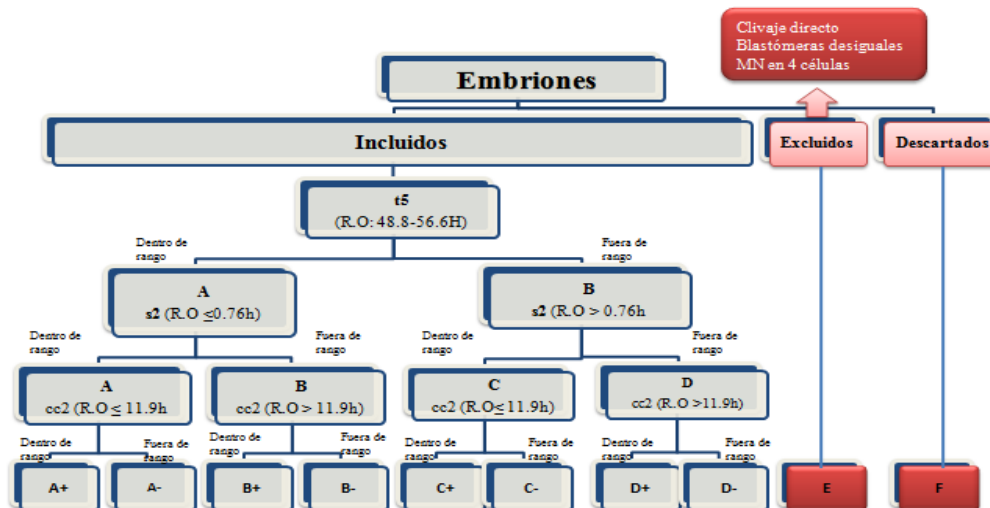 Clivaje directo
Blastómeras desiguales
MN en 4 células
Embriones
Incluidos
Excluidos
Descartados
t5
(R.O: 48.8-56.6H)
Dentro de
rango
Fuera de
rango
A
s2 (R.O ≤0.76h)
B
s2 (R.O > 0.76h
Dentro de
rango
Fuera de
rango
Dentro de
rango
Fuera de
rango
A
cc2 (R.O ≤ 11.9h
B
cc2 (R.O > 11.9h)
C
cc2 (R.O≤ 11.9h)
D
cc2 (R.O >11.9h)
Dentro de
rango
Fuera de
rango
Dentro de
rango
Fuera de
rango
Dentro de
rango
Fuera de
rango
Dentro de
rango
Fuera de
rango
A+
A-
B+
B-
C+
C-
D+
D-
E
F